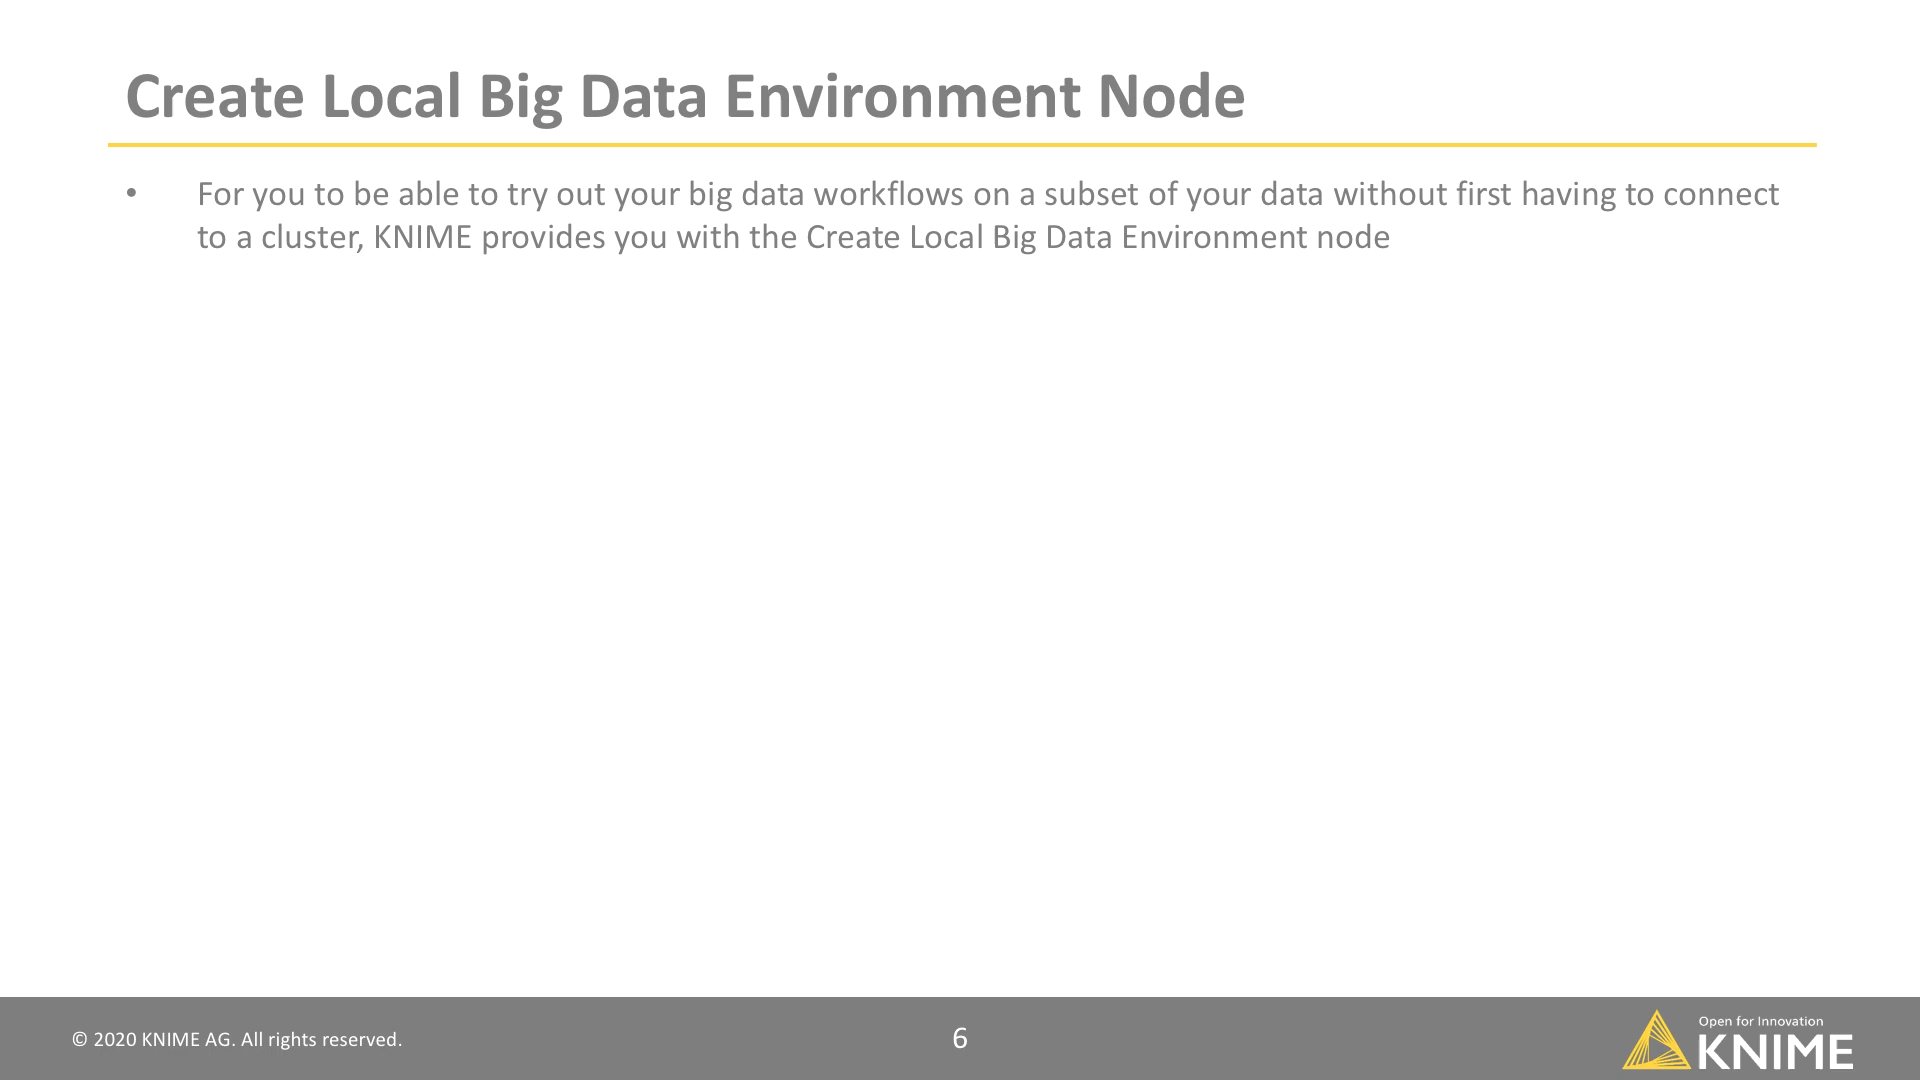 Create Local Big Data Environment Node
• For you to be able to try out your big data workflows on a subset of your data without first having to connect
to a cluster, KNIME provides you with the Create Local Big Data Environment node
© 2020 KNIME AG. All rights reserved.
6
Open for Innovation
KNIME